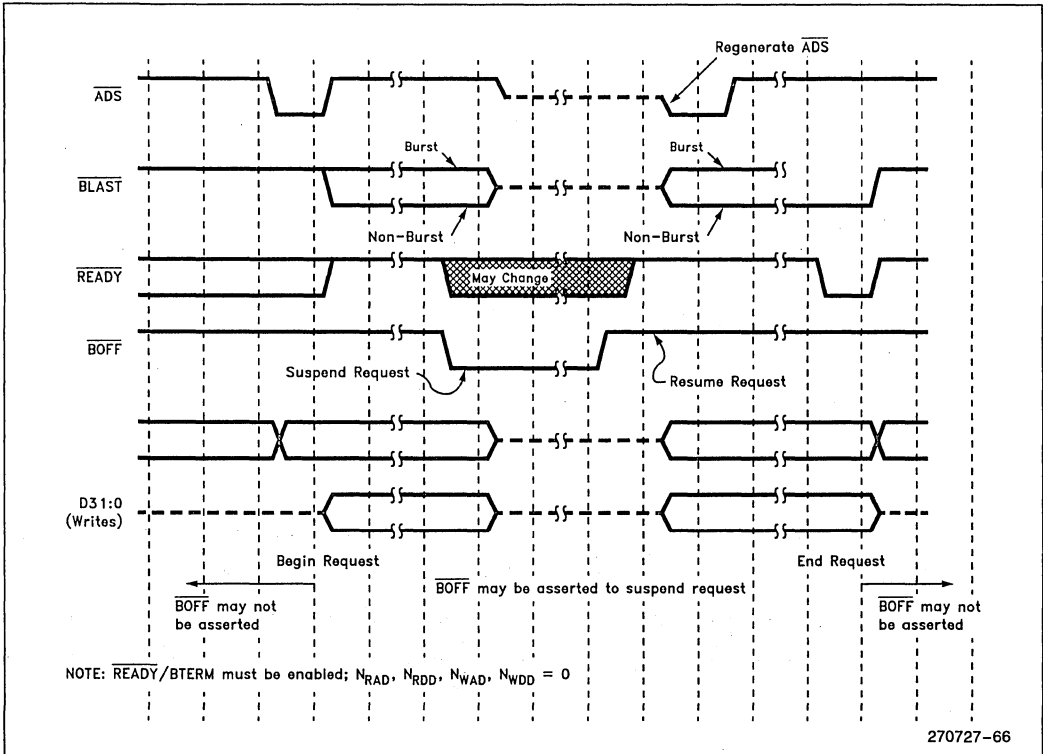 Regenerate ADS
ADS
Burst
Burst
BLAST
Non-Burst
Non-Burst
READY
May Change
BOFF
Suspend Request
Resume Request
D31:0
(Writes)
Begin Request
End Request
BOFF may not
be asserted
BOFF may be asserted to suspend request
BOFF may not
be asserted
NOTE: READY/BTERM must be enabled; NRAD, NRDD, NWAD, NWDD = 0
270727-66